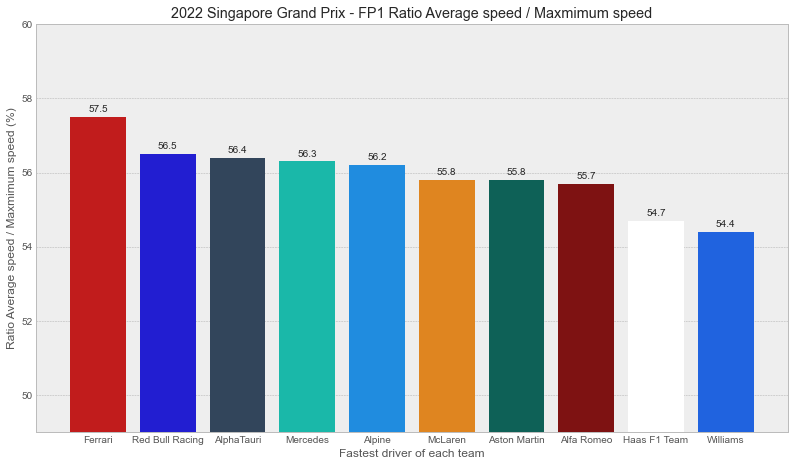 2022 Singapore Grand Prix - FP1 Ratio Average speed / Maxmimum speed
Ratio Average speed / Maxmimum speed (%)
60
58
56
54
52
50
57.5
56.5
56.4
56.3
56.2
55.8
55.8
55.7
54.7
54.4
Ferrari
Red Bull Racing
AlphaTauri
Mercedes
Alpine
McLaren
Aston Martin
Alfa Romeo
Haas F1 Team
Williams
Fastest driver of each team